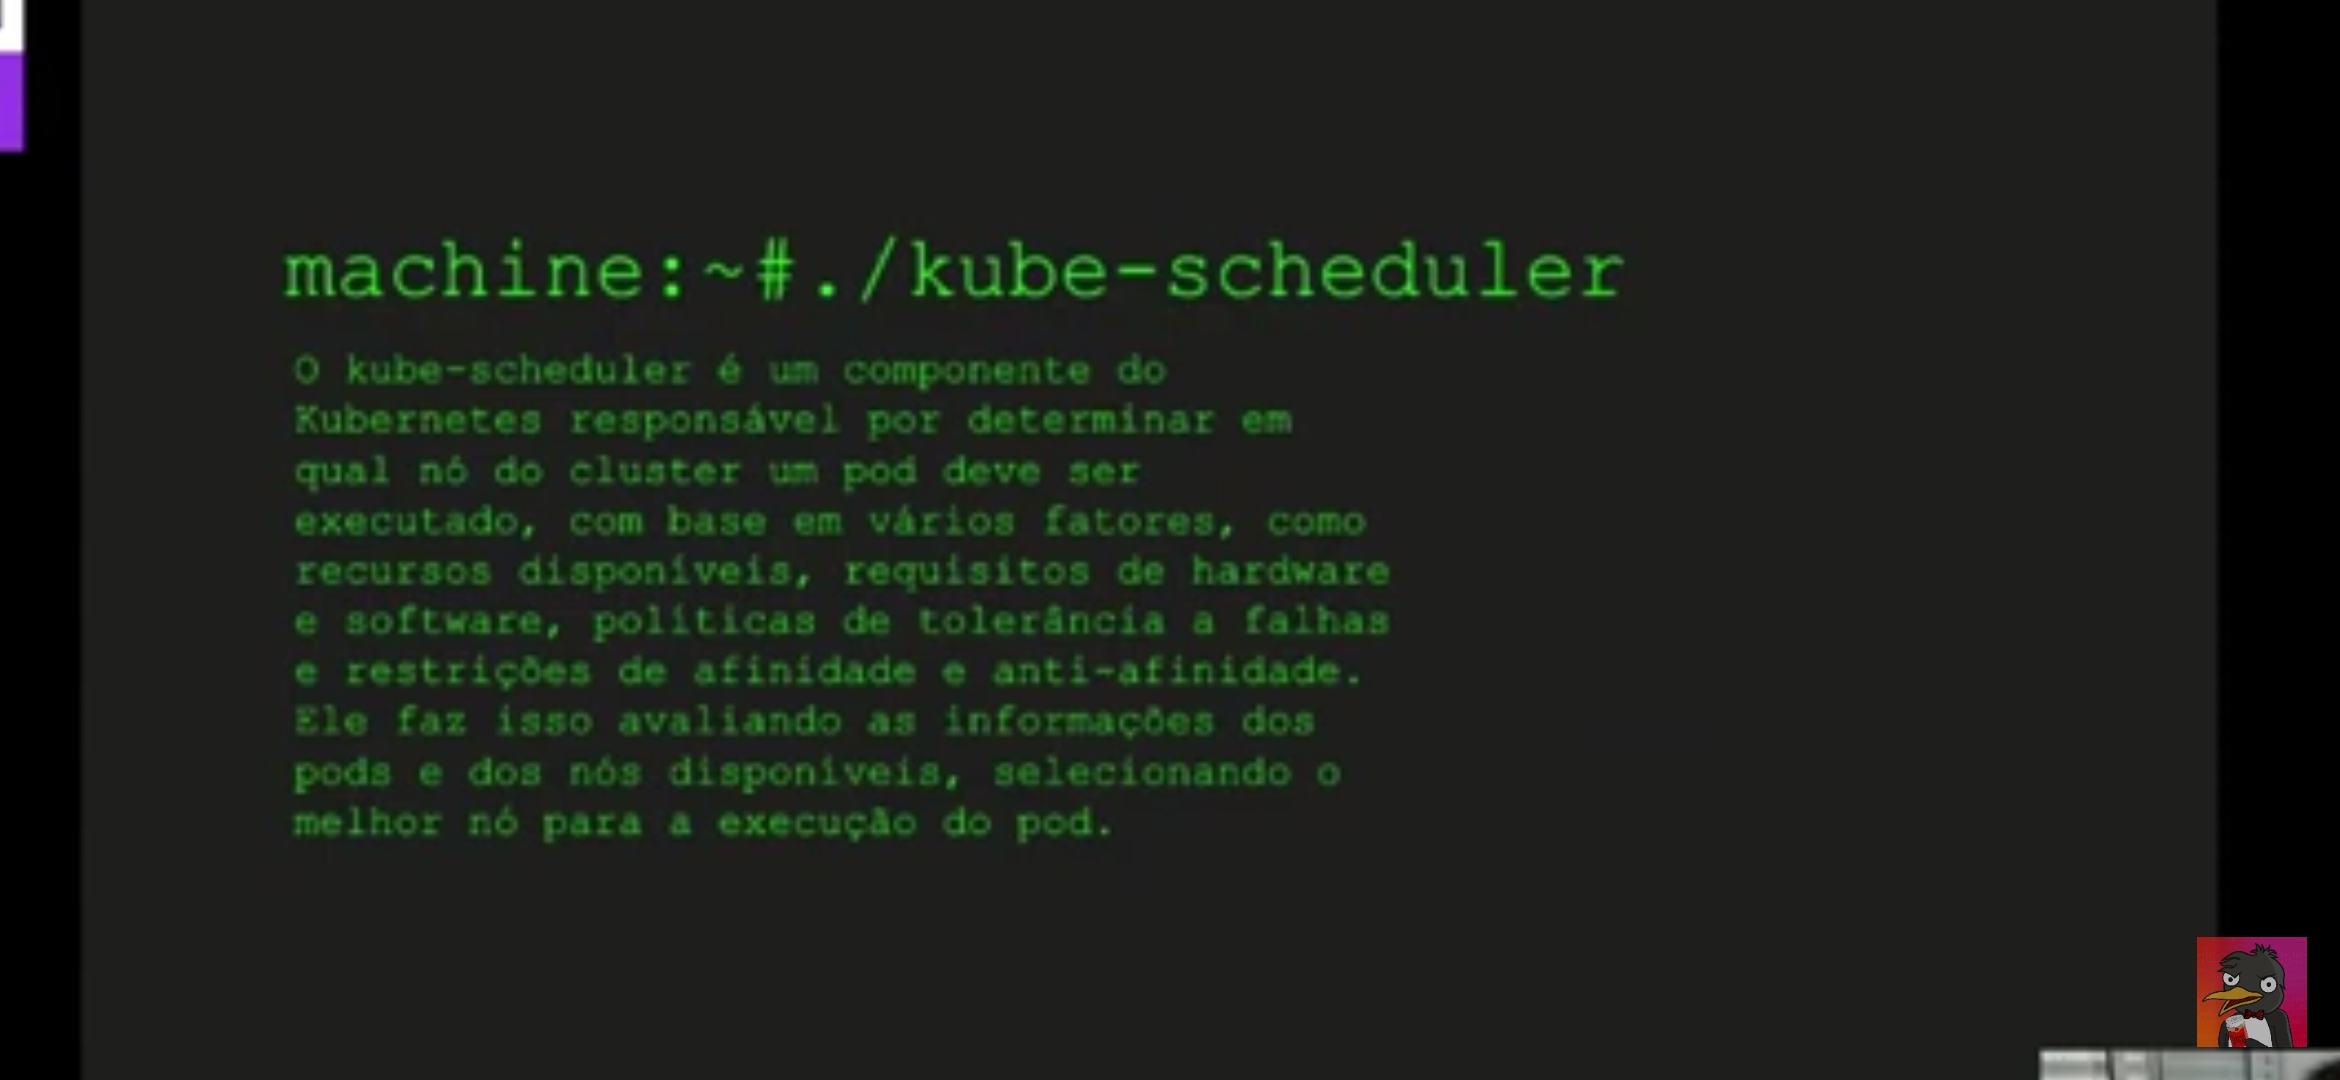 machine:~#./kube-scheduler
O kube-scheduler é um componente do
Kubernetes responsável por determinar em
qual nó do cluster um pod deve ser
executado, com base em vários fatores, como
recursos disponíveis, requisitos de hardware
e software, políticas de tolerância a falhas
e restrições de afinidade e anti-afinidade.
Ele faz isso avaliando as informações dos
pods e dos nós disponíveis, selecionando o
melhor nó para a execução do pod.